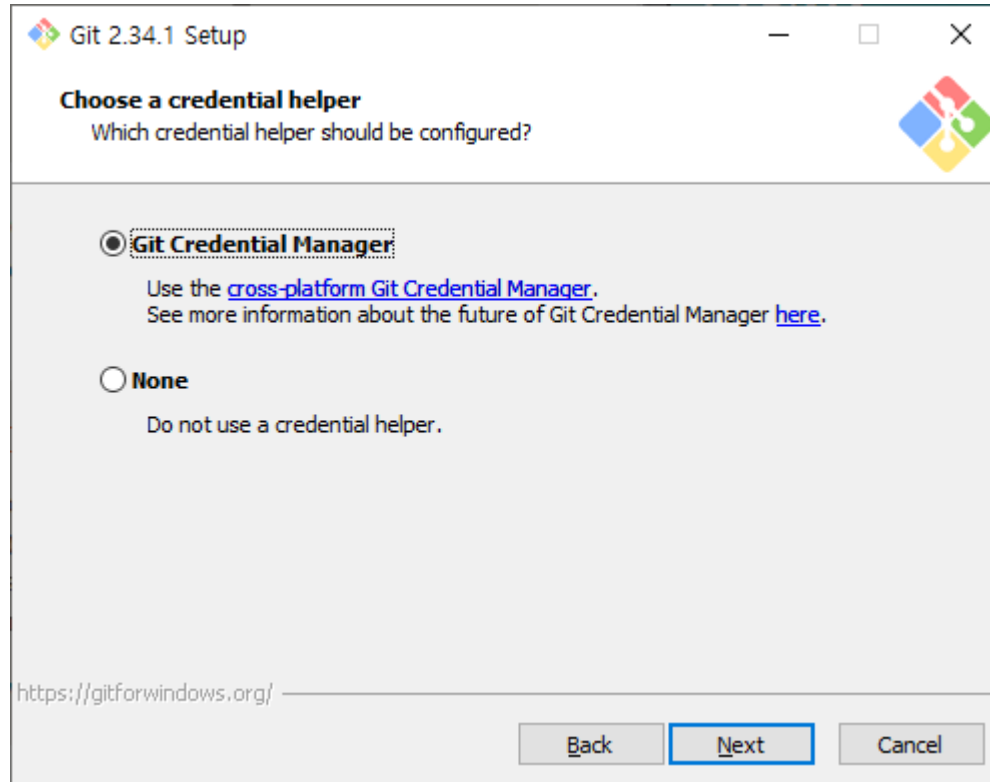 Git 2.34.1 Setup
Choose a credential helper
Which credential helper should be configured?
Git Credential Manager
Use the cross-platform Git Credential Manager.
See more information about the future of Git Credential Manager here.
None
Do not use a credential helper.
https://gitforwindows.org/
Back Next Cancel